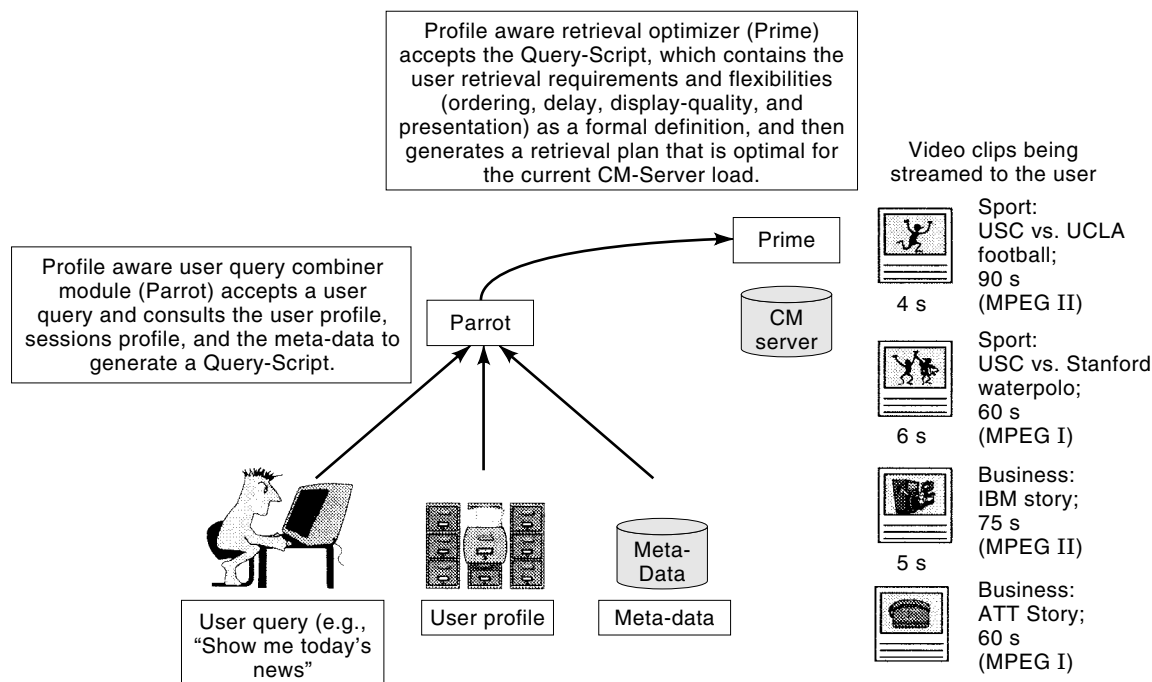 Profile aware retrieval optimizer (Prime)
accepts the Query-Script, which contains the
user retrieval requirements and flexibilities
(ordering, delay, display-quality, and
presentation) as a formal definition, and then
generates a retrieval plan that is optimal for
the current CM-Server load.
Video clips being
streamed to the user
Sport:
USC vs. UCLA
football;
90 s
(MPEG II)
4 s
Prime
CM
server
Profile aware user query combiner
module (Parrot) accepts a user
query and consults the user profile,
sessions profile, and the meta-data to
generate a Query-Script.
Parrot
Sport:
USC vs. Stanford
waterpolo;
60 s
(MPEG I)
6 s
Business:
IBM story;
75 s
(MPEG II)
5 s
Meta-
Data
User query (e.g.,
“Show me today’s
news”
User profile
Meta-data
Business:
ATT Story;
60 s
(MPEG I)